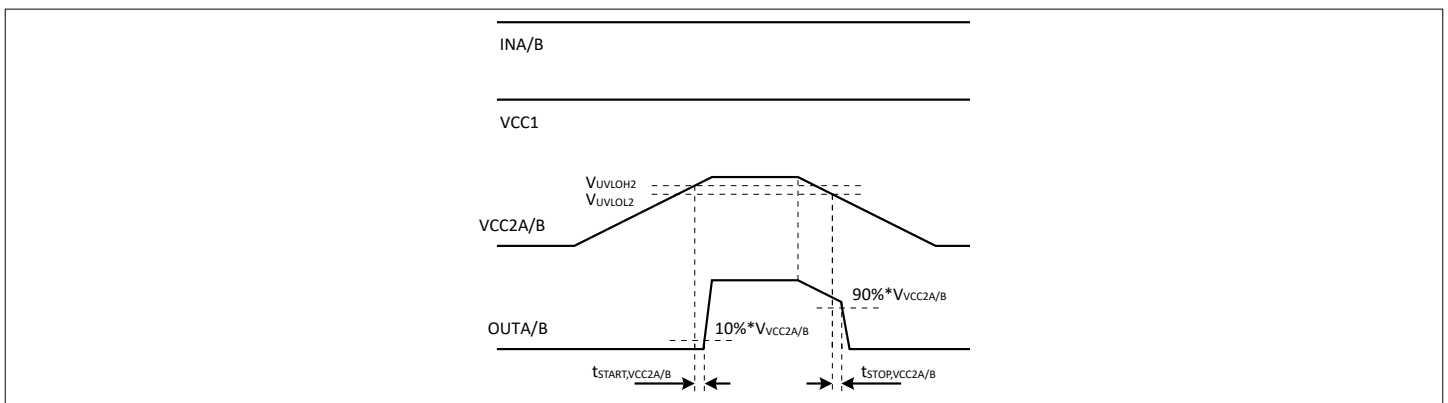 INA/B
VCC1
VUVLOH2
VUVLOL2
VCC2A/B
90%*VVCC2A/B
OUTA/B
10%*VVCC2A/B
tSTART,VCC2A/B
tSTOP,VCC2A/B